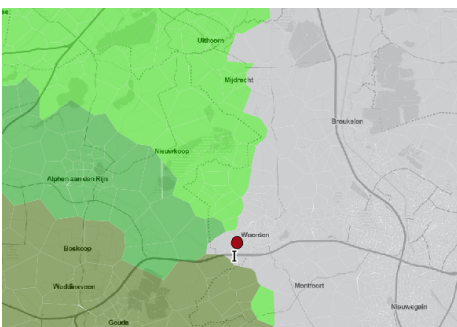 Uithoorn
Mijdrecht
Breukelen
Nieuwkoop
Alphen aan den Rijn
Woerden
Boskoop
Waddinxveen
Montfoort
Nieuwegein
Gouda